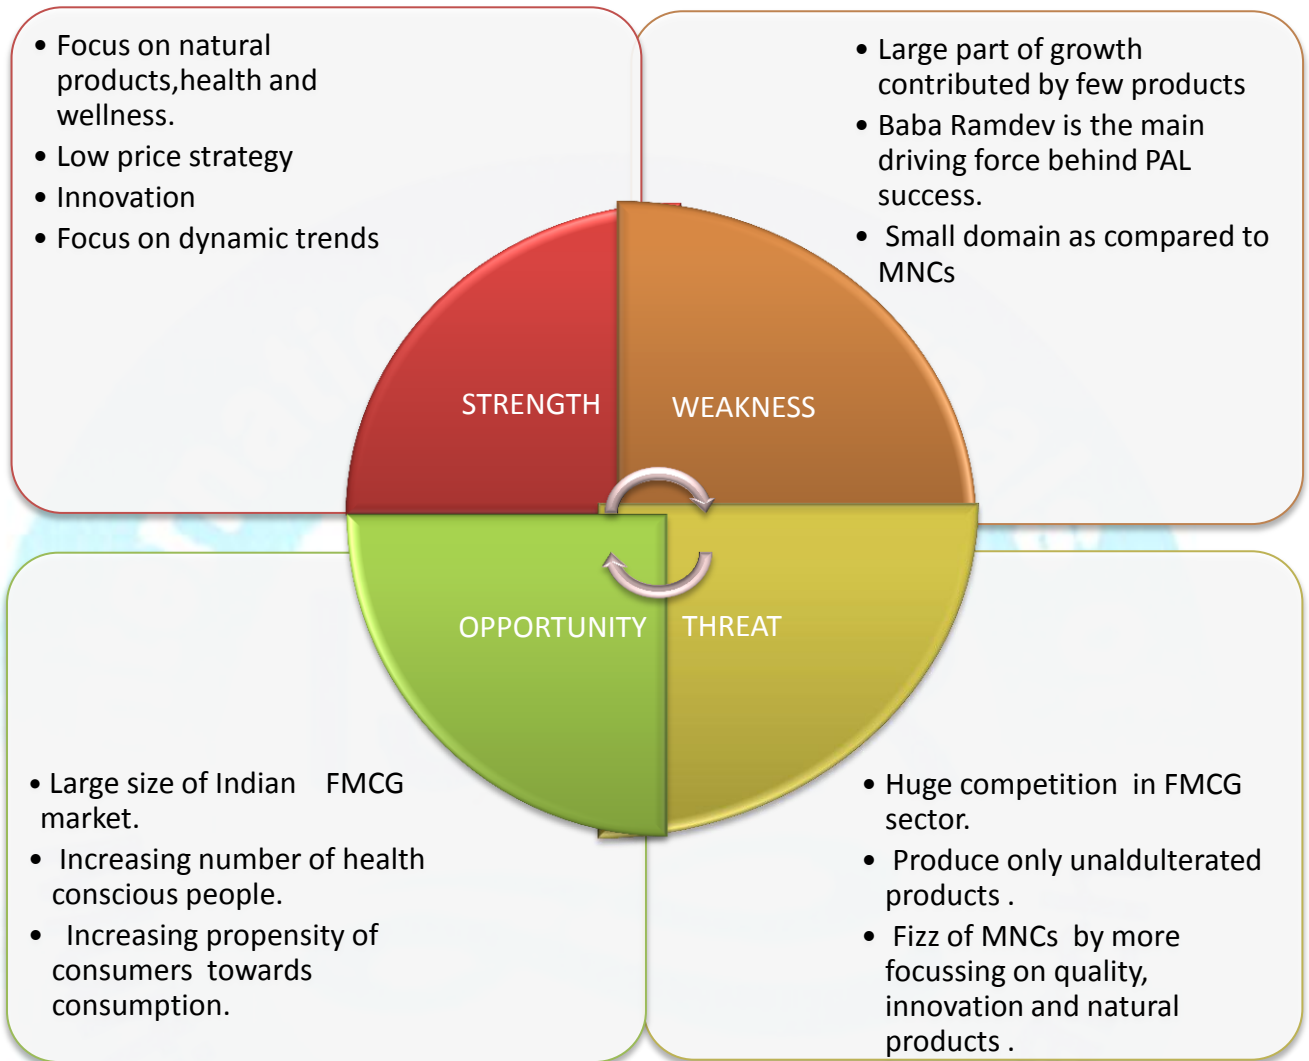 • Focus on natural
products,health and
wellness.
• Low price strategy
• Innovation
• Focus on dynamic trends
• Large part of growth
contributed by few products
• Baba Ramdev is the main
driving force behind PAL
success.
• Small domain as compared to
MNCs
STRENGTH
WEAKNESS
OPPORTUNITY
THREAT
• Large size of Indian FMCG
market.
• Increasing number of health
conscious people.
• Increasing propensity of
consumers towards
consumption.
• Huge competition in FMCG
sector.
• Produce only unaldulterated
products .
• Fizz of MNCs by more
focussing on quality,
innovation and natural
products .